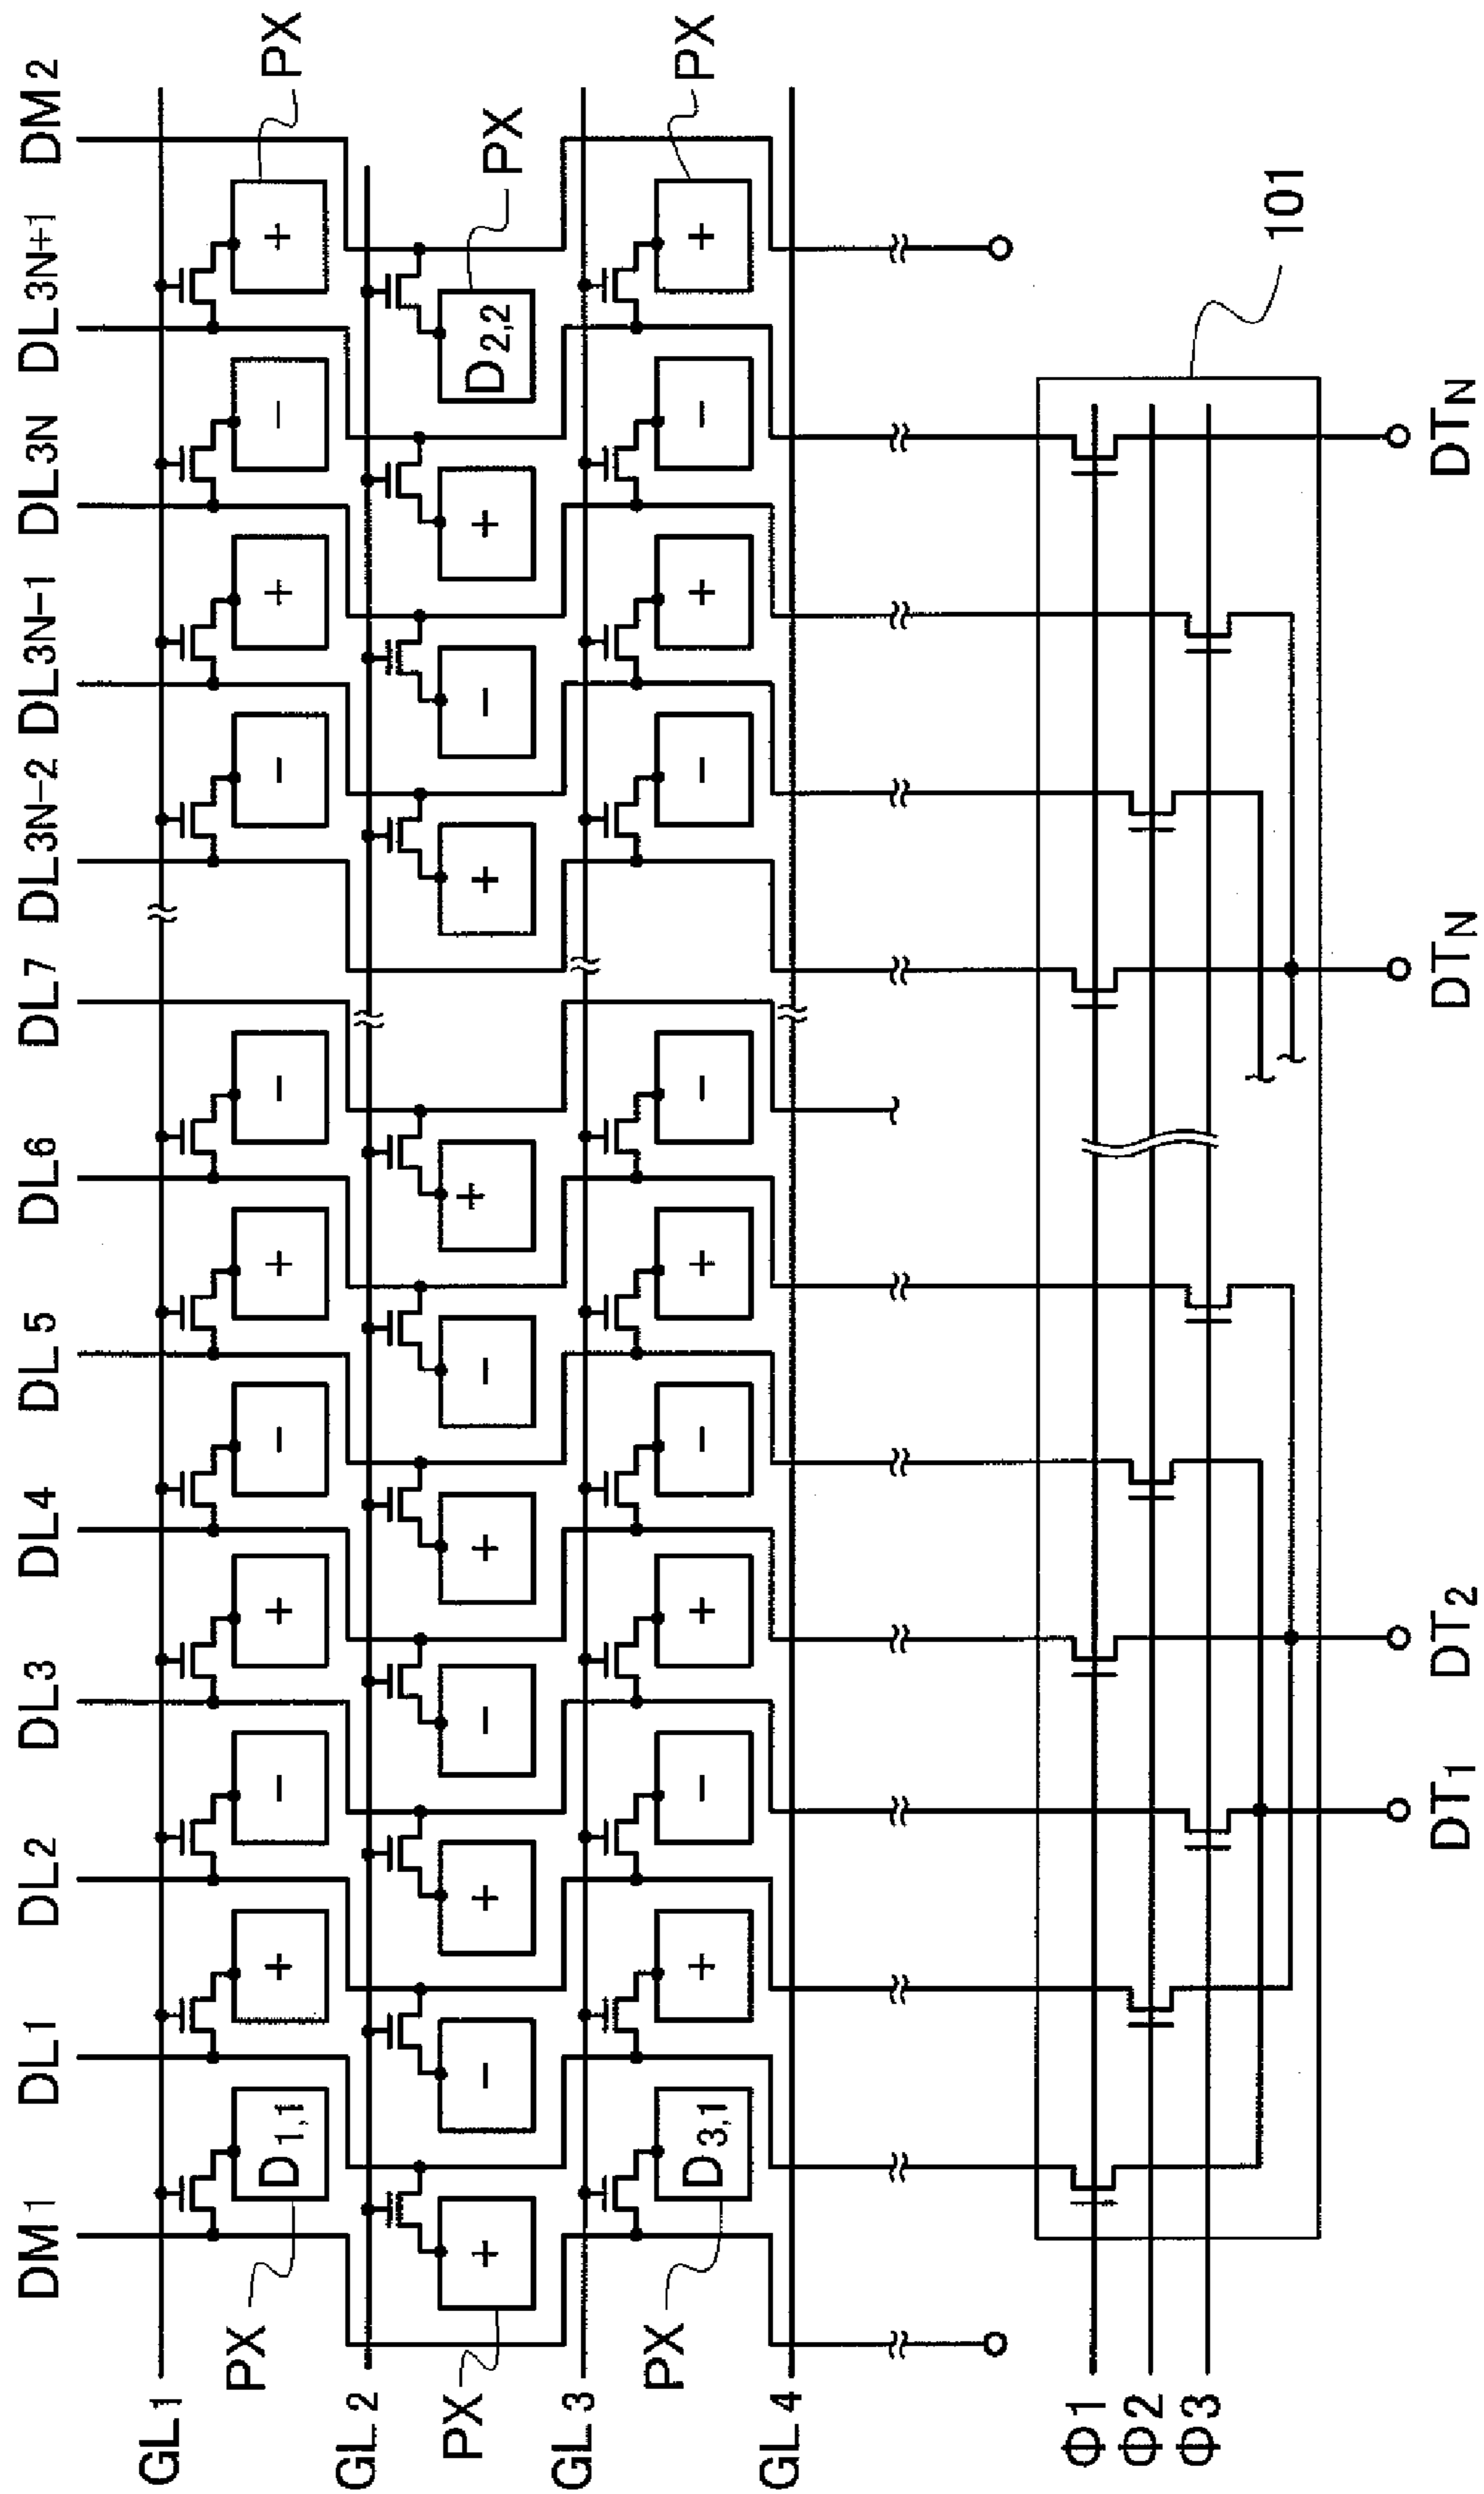 DM1 DL1 DL2 DL3 DL4 DL5 DL6 DL7 DL3N-2 DL3N-1 DL3N DL3N+1 DM2
GL1
D1,1 + - + - + - - + - +
PX PX
GL2
+ - + - + - + + - + D2,2
PX PX
GL3
D3,1 + - + - + - - + - +
PX PX
GL4
Φ1
Φ2
Φ3
101
DT1 DT2 DTN DTN